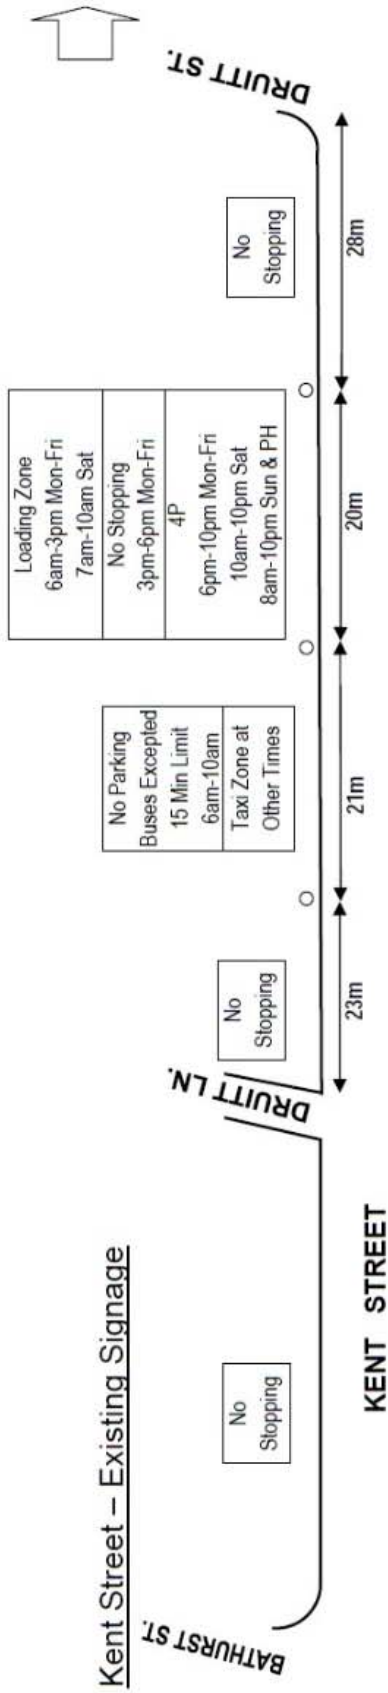 Kent Street – Existing Signage
BATHURST ST.
No
Stopping
DRUITT LN.
No
Stopping
No Parking
Buses Excepted
15 Min Limit
6am-10am
Taxi Zone at
Other Times
Loading Zone
6am-3pm Mon-Fri
7am-10am Sat
No Stopping
3pm-6pm Mon-Fri
4P
6pm-10pm Mon-Fri
10am-10pm Sat
8am-10pm Sun & PH
No
Stopping
DRUITT ST.
23m
21m
20m
28m
KENT STREET